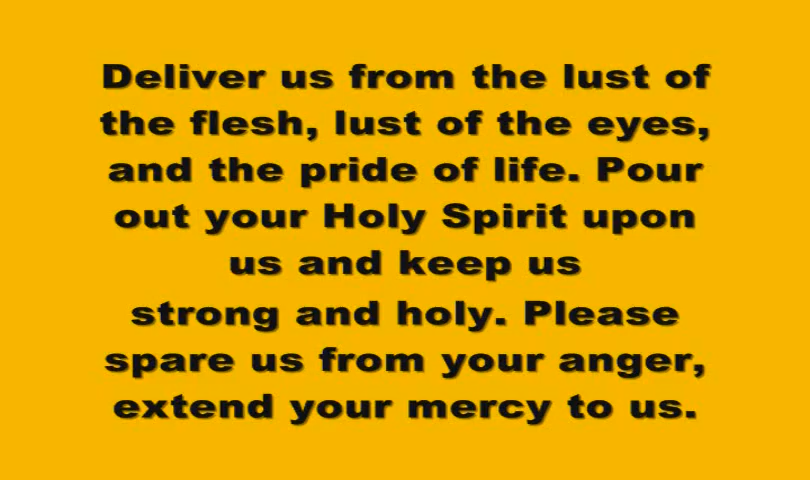 Deliver us from the lust of
the flesh, lust of the eyes,
and the pride of life. Pour
out your Holy Spirit upon
us and keep us
strong and holy. Please
spare us from your anger,
extend your mercy to us.